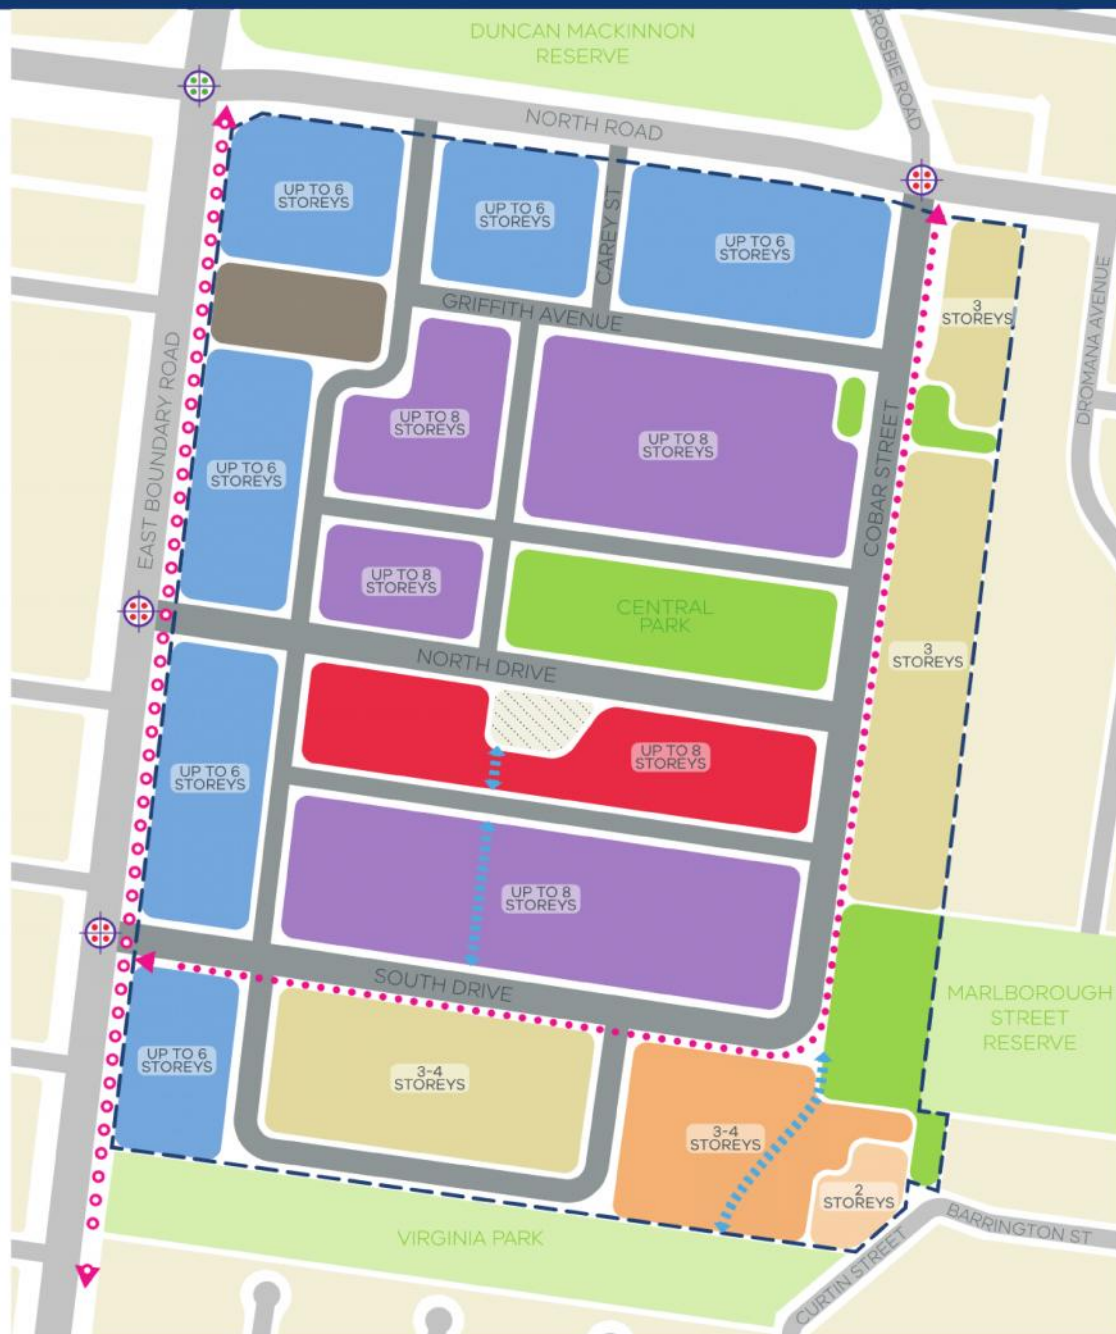 DUNCAN MACKINNON
RESERVE
CROSBIE ROAD
NORTH ROAD
UP TO 6
STOREYS
UP TO 6
STOREYS
CAREY ST
UP TO 6
STOREYS
3
STOREYS
DROMANA AVENUE
GRIFFITH AVENUE
EAST BOUNDARY ROAD
UP TO 8
STOREYS
UP TO 8
STOREYS
COBAR STREET
UP TO 6
STOREYS
UP TO 8
STOREYS
CENTRAL
PARK
3
STOREYS
NORTH DRIVE
UP TO 8
STOREYS
UP TO 6
STOREYS
UP TO 8
STOREYS
SOUTH DRIVE
MARLBOROUGH
STREET
RESERVE
UP TO 6
STOREYS
3-4
STOREYS
3-4
STOREYS
2
STOREYS
VIRGINIA PARK
CURTIN STREET
BARRINGTON ST